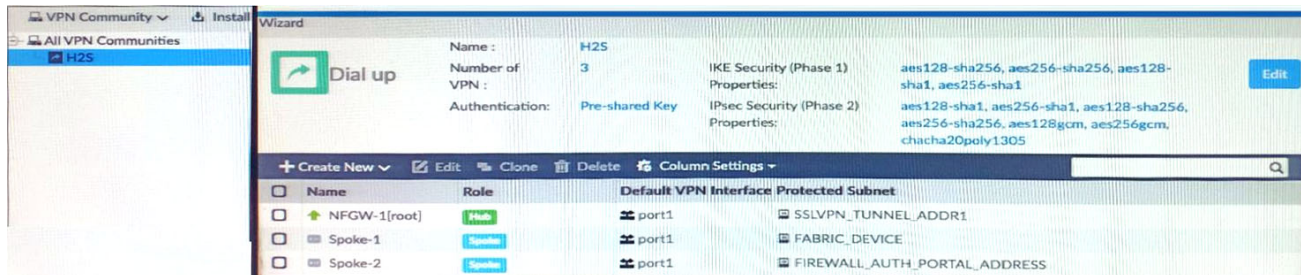 VPN Community
Install
All VPN Communities
H2S
Wizard
Dial up
Name :
H2S
Number of VPN :
3
Authentication:
Pre-shared Key
IKE Security (Phase 1) Properties:
aes128-sha256, aes256-sha256, aes128-
sha1, aes256-sha1
IPsec Security (Phase 2) Properties:
aes128-sha1, aes256-sha1, aes128-sha256,
aes256-sha256, aes128gcm, aes256gcm,
chacha20poly1305
Edit
Create New Edit Clone Delete Column Settings
Name Role Default VPN Interface Protected Subnet
NFGW-1[root] Hub port1 SSLVPN_TUNNEL_ADDR1
Spoke-1 Spoke port1 FABRIC_DEVICE
Spoke-2 Spoke port1 FIREWALL_AUTH_PORTAL_ADDRESS